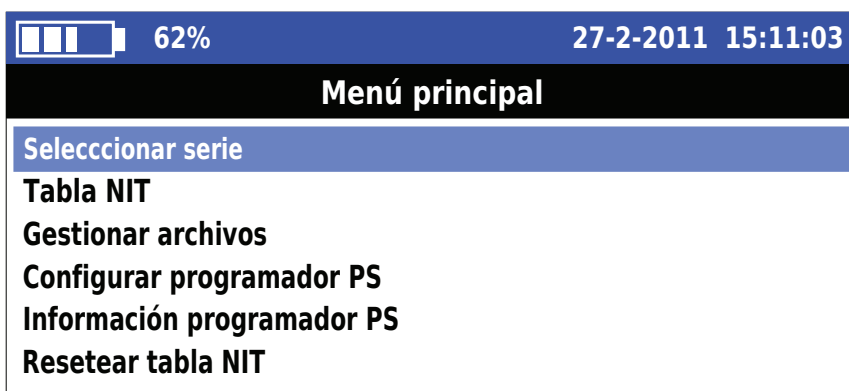 62% 27-2-2011 15:11:03
Menú principal
Selecccionar serie
Tabla NIT
Gestionar archivos
Configurar programador PS
Información programador PS
Resetear tabla NIT